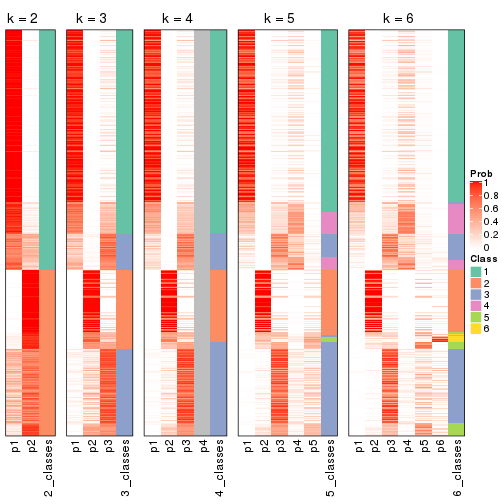 k = 2
k = 3
k = 4
k = 5
k = 6
p1
p2
2_classes
p1
p2
p3
3_classes
p1
p2
p3
p4
4_classes
p1
p2
p3
p4
p5
5_classes
p1
p2
p3
p4
p5
p6
6_classes
Prob
1
0.8
0.6
0.4
0.2
0
Class
1
2
3
4
5
6